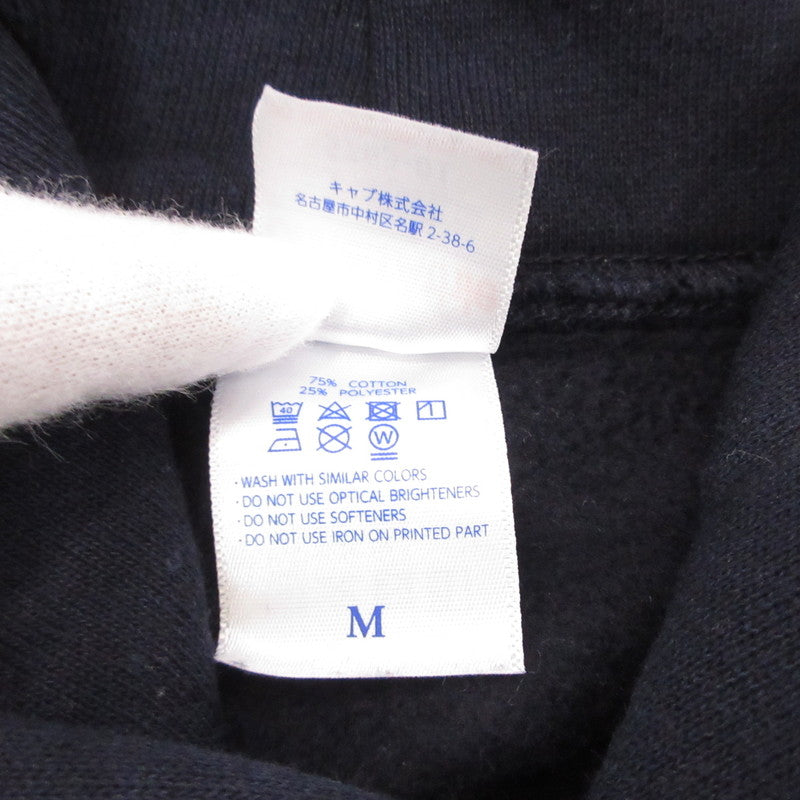 キャブ株式会社
名古屋市中村区名駅 2-38-6
75% COTTON
25% POLYESTER
40
W
・WASH WITH SIMILAR COLORS
・DO NOT USE OPTICAL BRIGHTENERS
・DO NOT USE SOFTENERS
・DO NOT USE IRON ON PRINTED PART
M